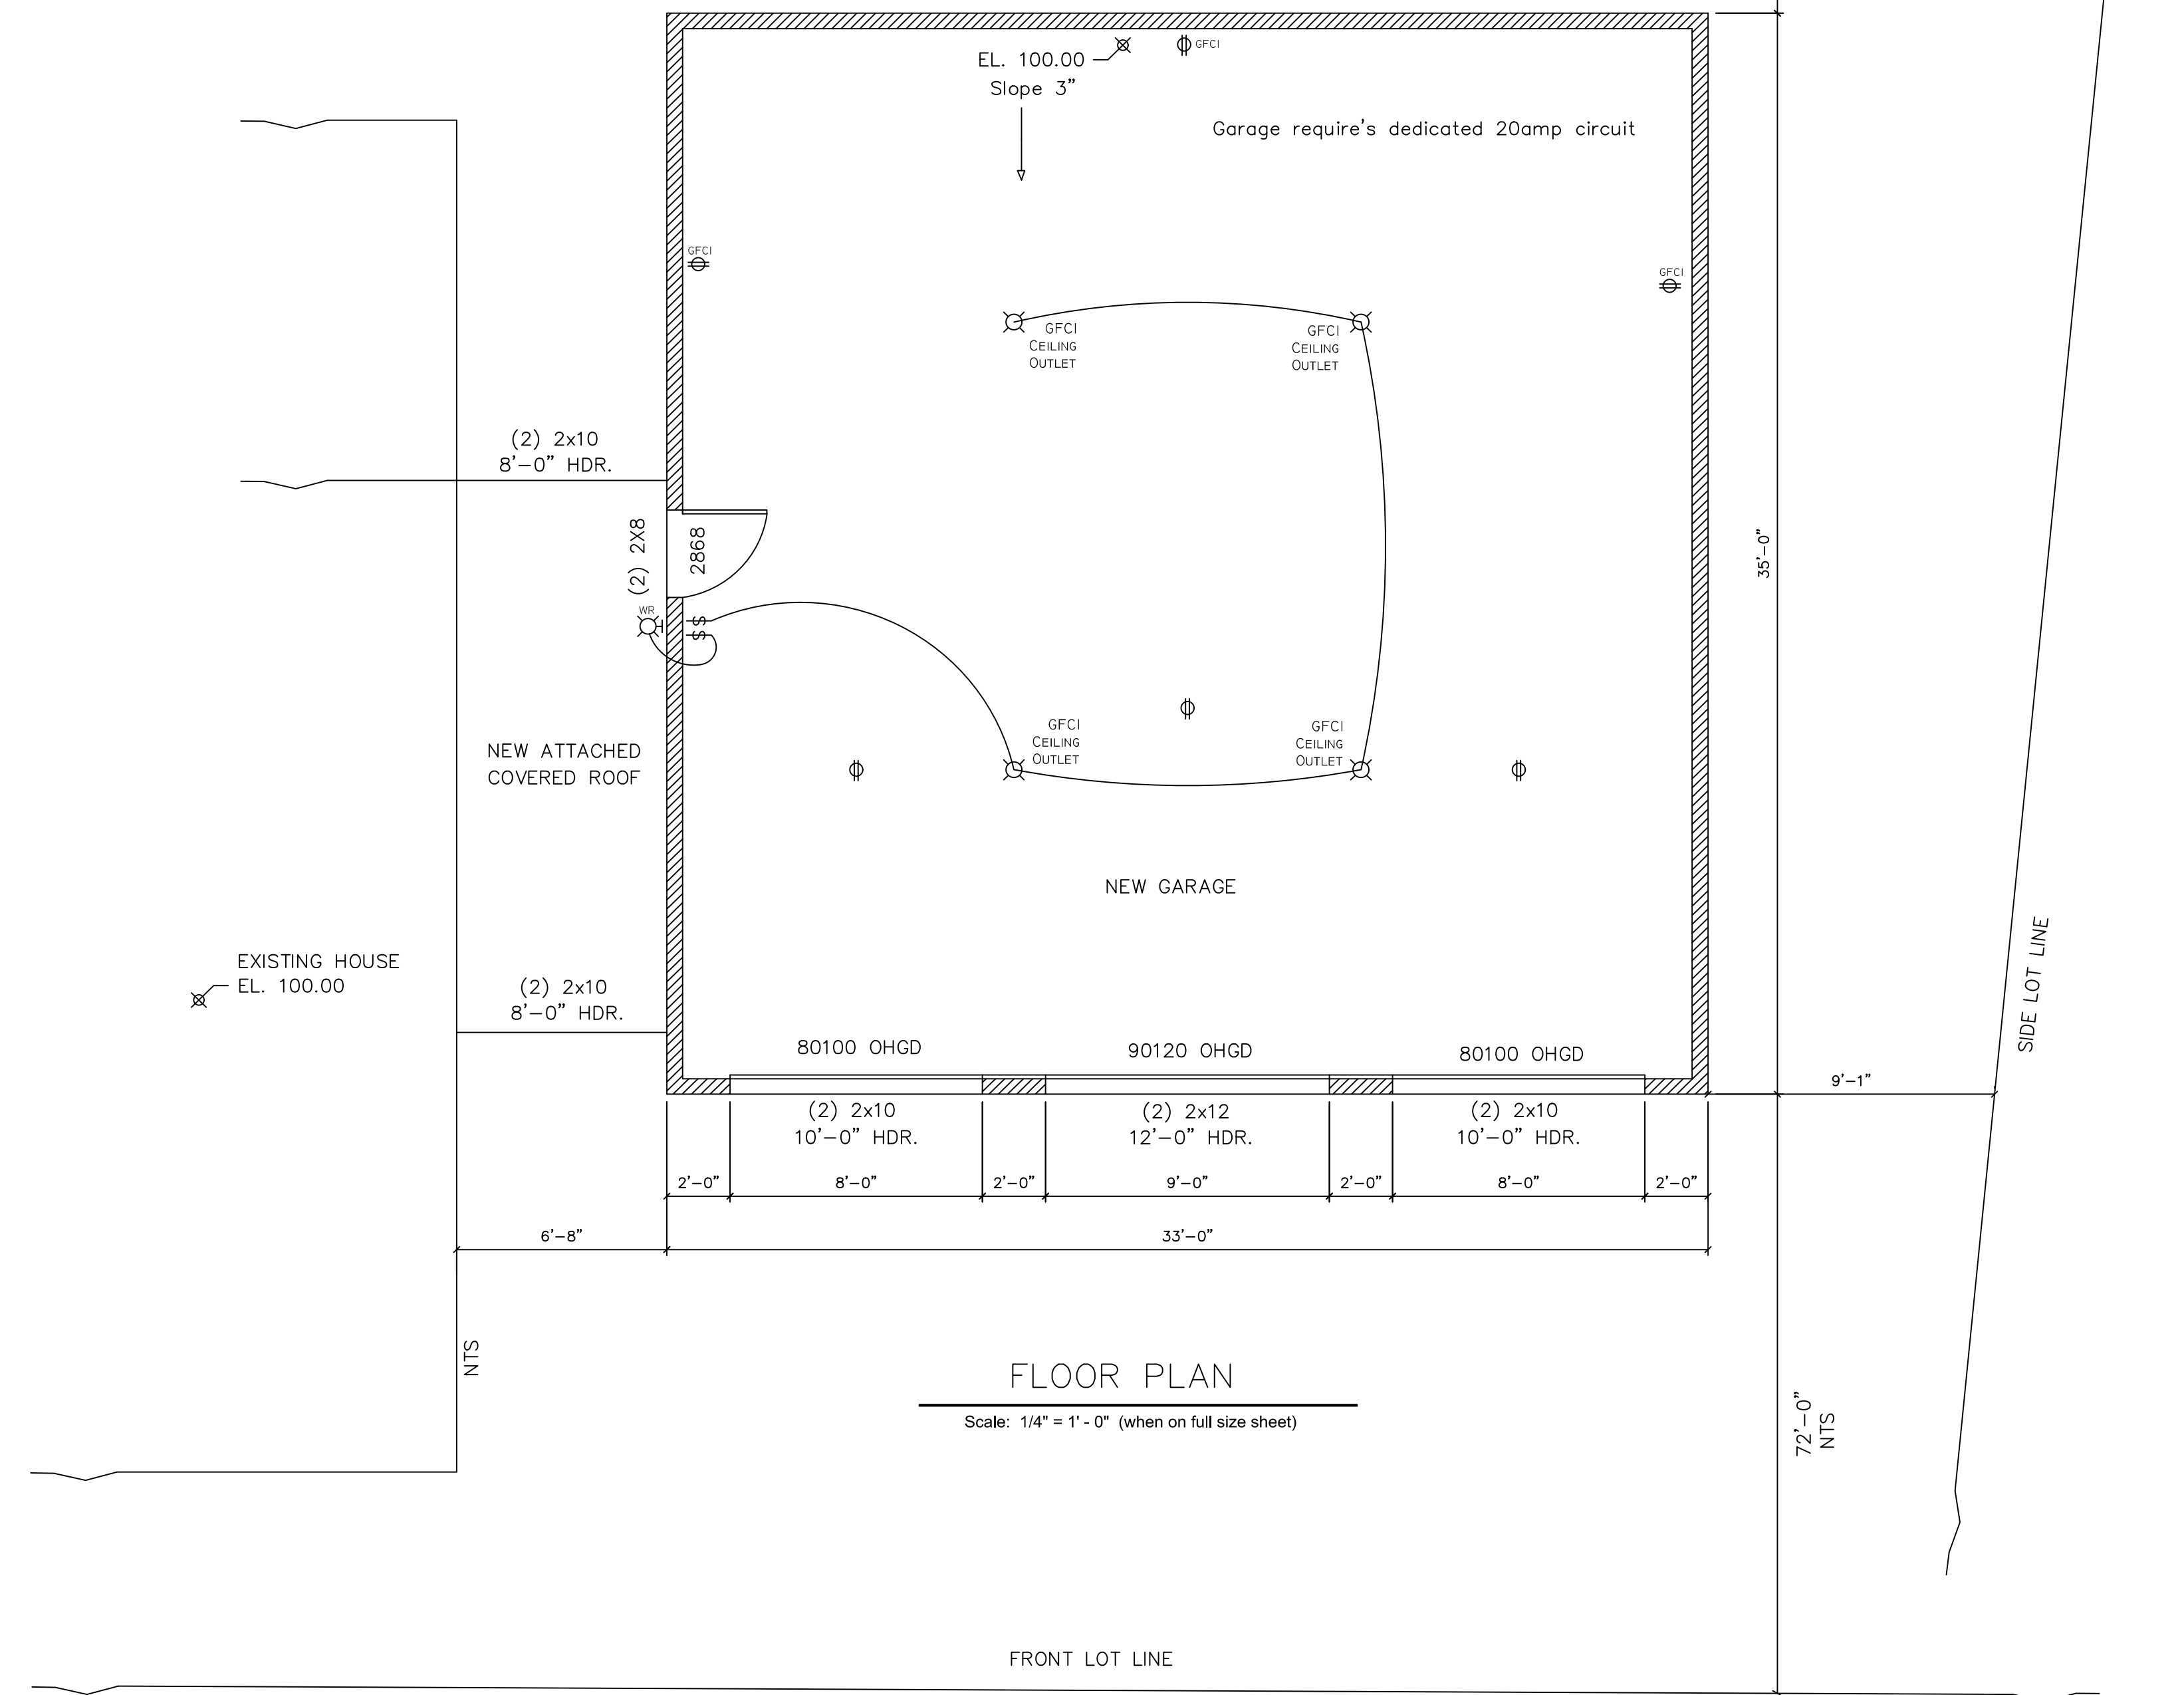 EL. 100.00
Slope 3”
GFCI
Garage require's dedicated 20amp circuit
GFCI
GFCI
GFCI
CEILING
OUTLET
GFCI
CEILING
OUTLET
(2) 2x10
8'-0" HDR.
(2) 2X8
2868
35'-0"
WR
$$
GFCI
CEILING
OUTLET
GFCI
CEILING
OUTLET
NEW ATTACHED
COVERED ROOF
NEW GARAGE
EXISTING HOUSE
EL. 100.00
(2) 2x10
8'-0" HDR.
SIDE LOT LINE
80100 OHGD
90120 OHGD
80100 OHGD
9'-1"
(2) 2x10
10'-0" HDR.
(2) 2x12
12'-0" HDR.
(2) 2x10
10'-0" HDR.
2'-0"
8'-0"
2'-0"
9'-0"
2'-0"
8'-0"
2'-0"
6'-8"
33'-0"
NTS
FLOOR PLAN
Scale: 1/4" = 1' - 0" (when on full size sheet)
72'-0"
NTS
FRONT LOT LINE